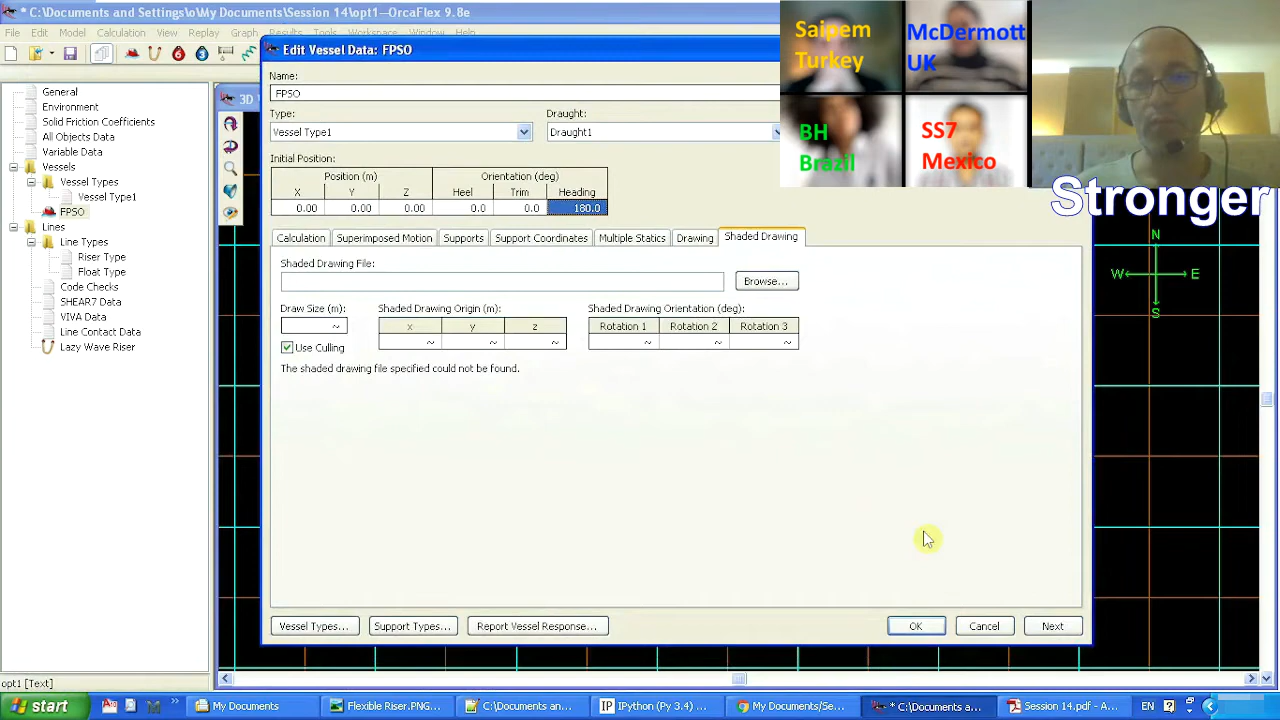 * C:\Documents and Settings\o\My Documents\Session 14\opt1 - OrcaFlex 9.8e
File Edit Model Calculation View Replay Graph Results Tools Workspace Window Help
General
Environment
Solid Friction Coefficients
All Objects Data
Variable Data
Vessels
Vessel Types
Vessel Type1
FPSO
Lines
Line Types
Riser Type
Float Type
Code Checks
SHEAR7 Data
VIVA Data
Line Contact Data
Lazy Wave Riser
opt1 [Text]
3D
Edit Vessel Data: FPSO
Name:
FPSO
Type: Draught:
Vessel Type1 Draught1
Initial Position:
Position (m) Orientation (deg)
X Y Z Heel Trim Heading
0.00 0.00 0.00 0.0 0.0 180.0
Calculation Superimposed Motion Supports Support Coordinates Multiple Statics Drawing Shaded Drawing
Shaded Drawing File:
Browse...
Draw Size (m): Shaded Drawing Origin (m): Shaded Drawing Orientation (deg):
x y z Rotation 1 Rotation 2 Rotation 3
~ ~ ~ ~ ~ ~ ~
Use Culling
The shaded drawing file specified could not be found.
Vessel Types... Support Types... Report Vessel Response... OK Cancel Next
Saipem
Turkey
McDermott
UK
BH
Brazil
SS7
Mexico
Stronger
N
W E
S
start My Documents Flexible Riser.PNG... C:\Documents an... IPython (Py 3.4) ... My Documents/Se... * C:\Documents a... Session 14.pdf - A... EN